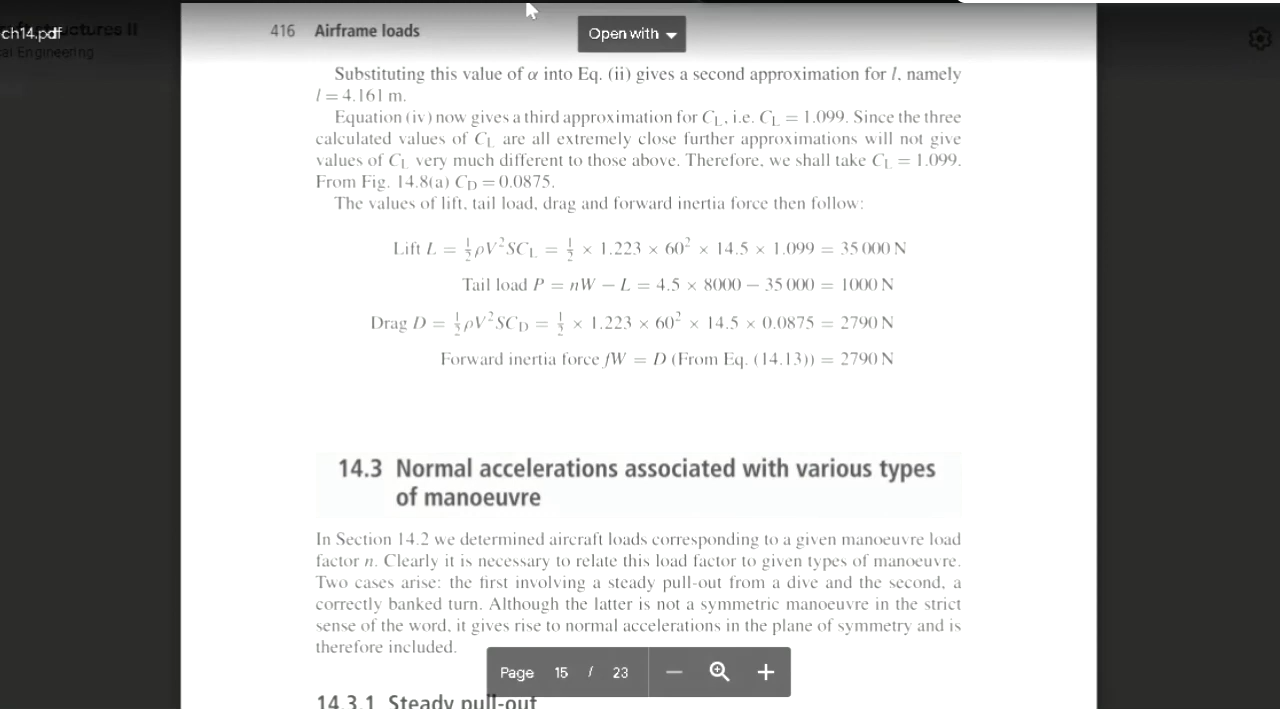 ch14.pdf
416 Airframe loads
Open with
Substituting this value of α into Eq. (ii) gives a second approximation for l, namely
l = 4.161 m.
Equation (iv) now gives a third approximation for CL, i.e. CL = 1.099. Since the three
calculated values of CL are all extremely close further approximations will not give
values of CL very much different to those above. Therefore, we shall take CL = 1.099.
From Fig. 14.8(a) CD = 0.0875.
The values of lift, tail load, drag and forward inertia force then follow:
Lift L = ½ρV²SCL = ½ × 1.223 × 60² × 14.5 × 1.099 = 35 000 N
Tail load P = nW − L = 4.5 × 8000 − 35 000 = 1000 N
Drag D = ½ρV²SCD = ½ × 1.223 × 60² × 14.5 × 0.0875 = 2790 N
Forward inertia force fW = D (From Eq. (14.13)) = 2790 N
14.3 Normal accelerations associated with various types
of manoeuvre
In Section 14.2 we determined aircraft loads corresponding to a given manoeuvre load
factor n. Clearly it is necessary to relate this load factor to given types of manoeuvre.
Two cases arise: the first involving a steady pull-out from a dive and the second, a
correctly banked turn. Although the latter is not a symmetric manoeuvre in the strict
sense of the word, it gives rise to normal accelerations in the plane of symmetry and is
therefore included.
Page 15 / 23
14.3.1 Steady pull-out